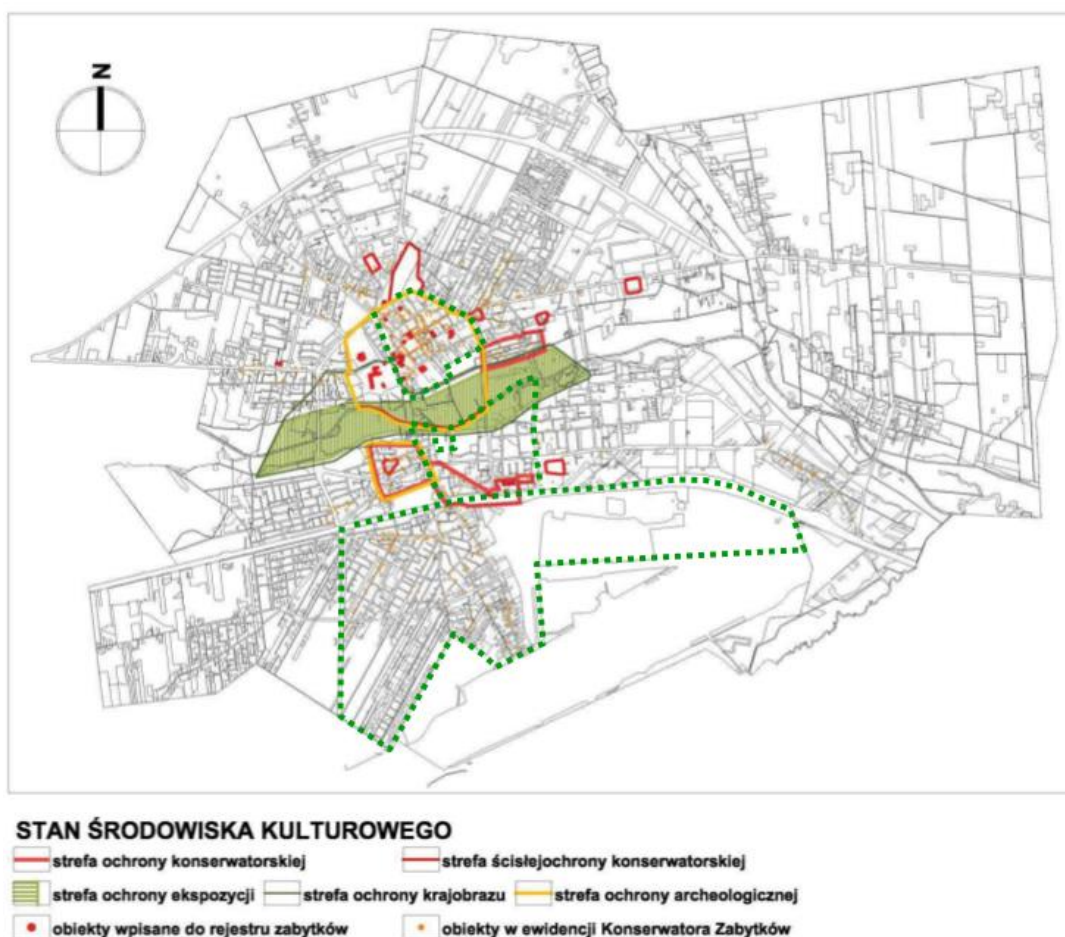 N
STAN ŚRODOWISKA KULTUROWEGO
strefa ochrony konserwatorskiej strefa ścisłejochrony konserwatorskiej
strefa ochrony ekspozycji strefa ochrony krajobrazu strefa ochrony archeologicznej
obiekty wpisane do rejestru zabytków obiekty w ewidencji Konserwatora Zabytków